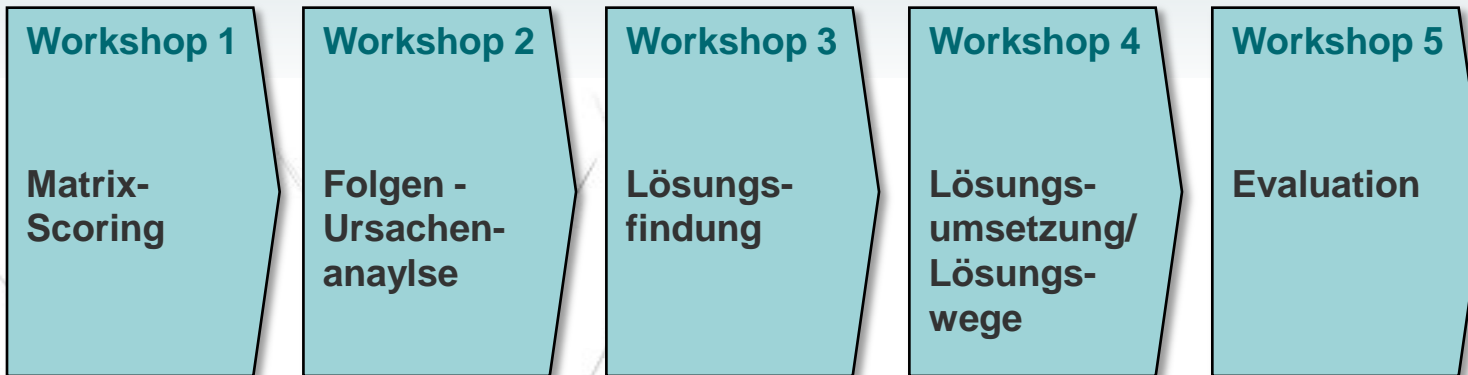 Workshop 1
Matrix-
Scoring
Workshop 2
Folgen -
Ursachen-
anaylse
Workshop 3
Lösungs-
findung
Workshop 4
Lösungs-
umsetzung/
Lösungs-
wege
Workshop 5
Evaluation